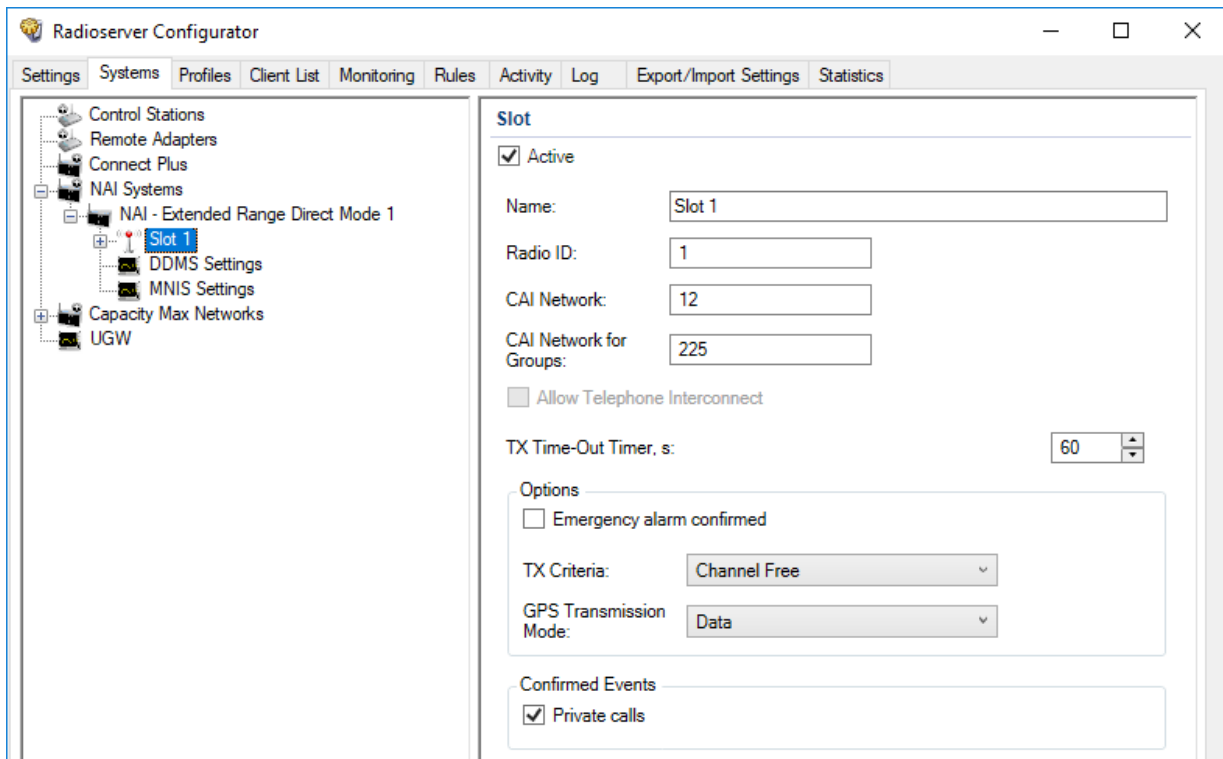 Radioserver Configurator
Settings Systems Profiles Client List Monitoring Rules Activity Log Export/Import Settings Statistics
Control Stations
Remote Adapters
Connect Plus
NAI Systems
NAI - Extended Range Direct Mode 1
Slot 1
DDMS Settings
MNIS Settings
Capacity Max Networks
UGW
Slot
Active
Name: Slot 1
Radio ID: 1
CAI Network: 12
CAI Network for
Groups: 225
Allow Telephone Interconnect
TX Time-Out Timer, s: 60
Options
Emergency alarm confirmed
TX Criteria: Channel Free
GPS Transmission
Mode: Data
Confirmed Events
Private calls